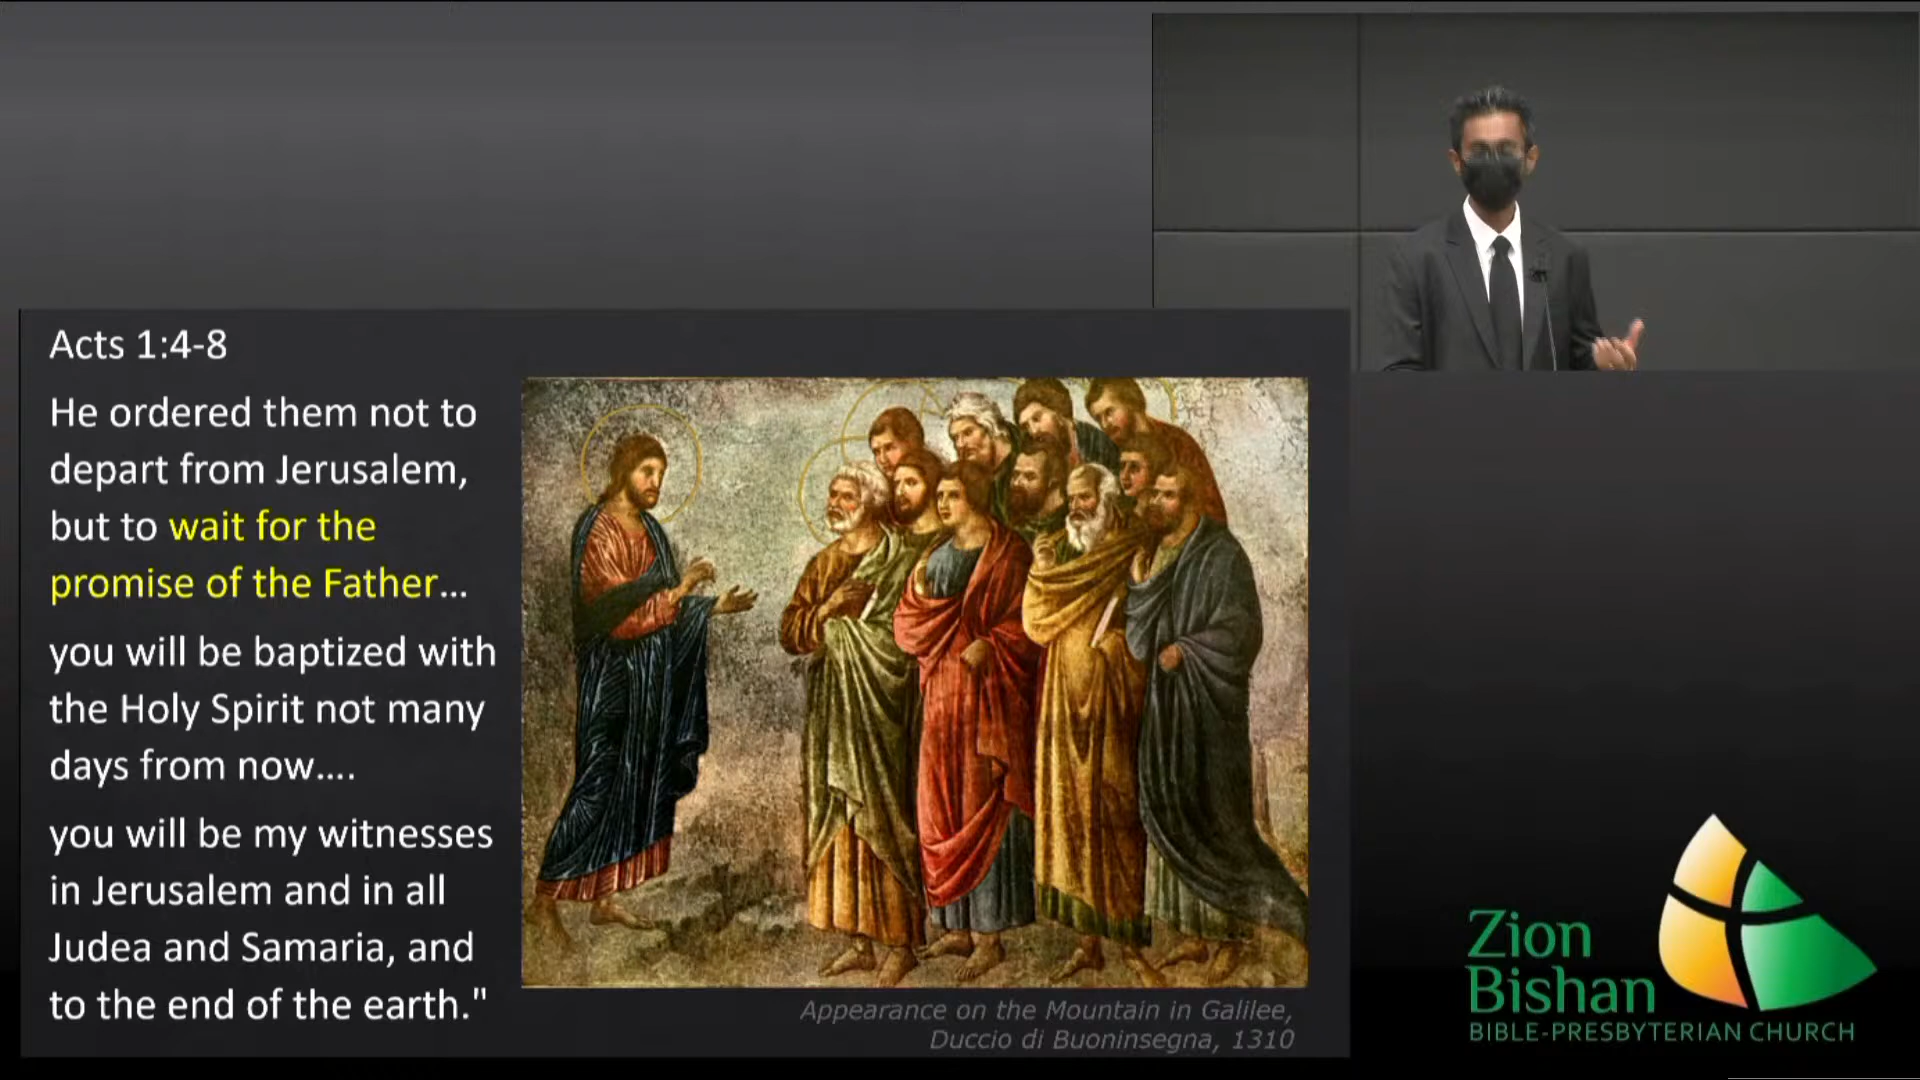 Acts 1:4-8
He ordered them not to
depart from Jerusalem,
but to wait for the
promise of the Father...
you will be baptized with
the Holy Spirit not many
days from now....
you will be my witnesses
in Jerusalem and in all
Judea and Samaria, and
to the end of the earth."
Appearance on the Mountain in Galilee,
Duccio di Buoninsegna, 1310
Zion
Bishan
BIBLE-PRESBYTERIAN CHURCH